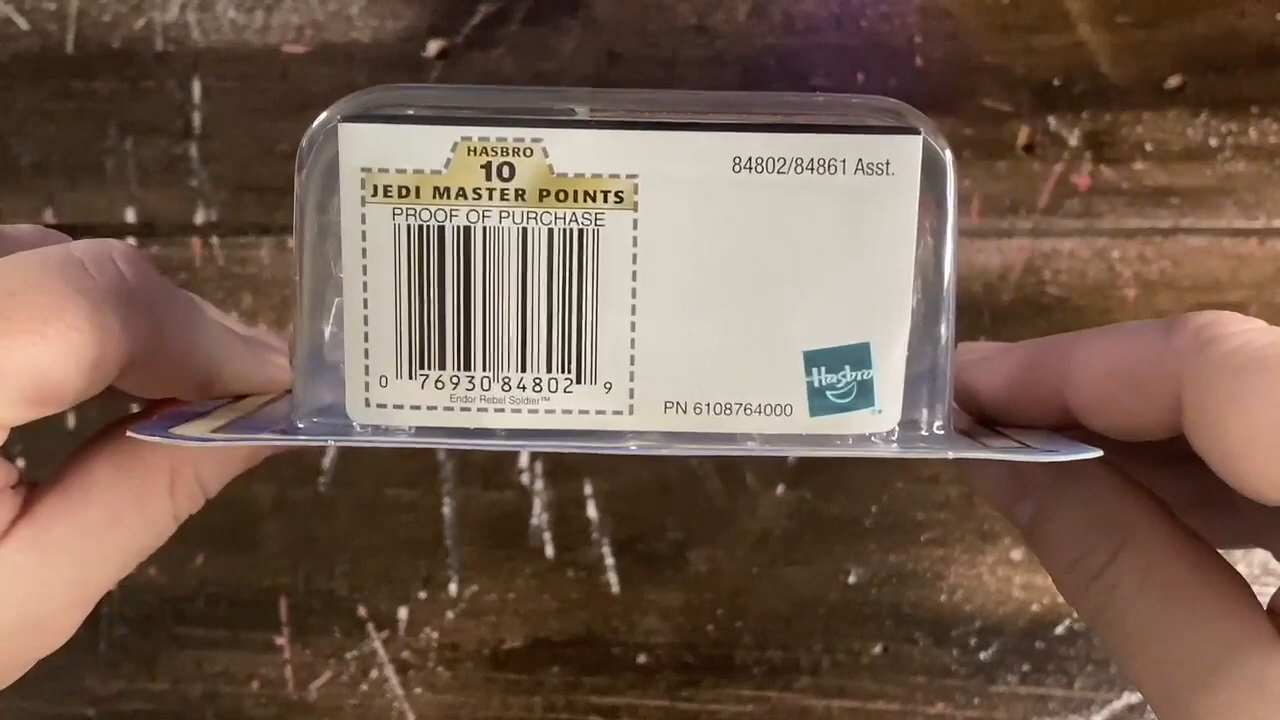 HASBRO
10
JEDI MASTER POINTS
PROOF OF PURCHASE
0 76930 84802 9
Endor Rebel Soldier™
84802/84861 Asst.
PN 6108764000
Hasbro